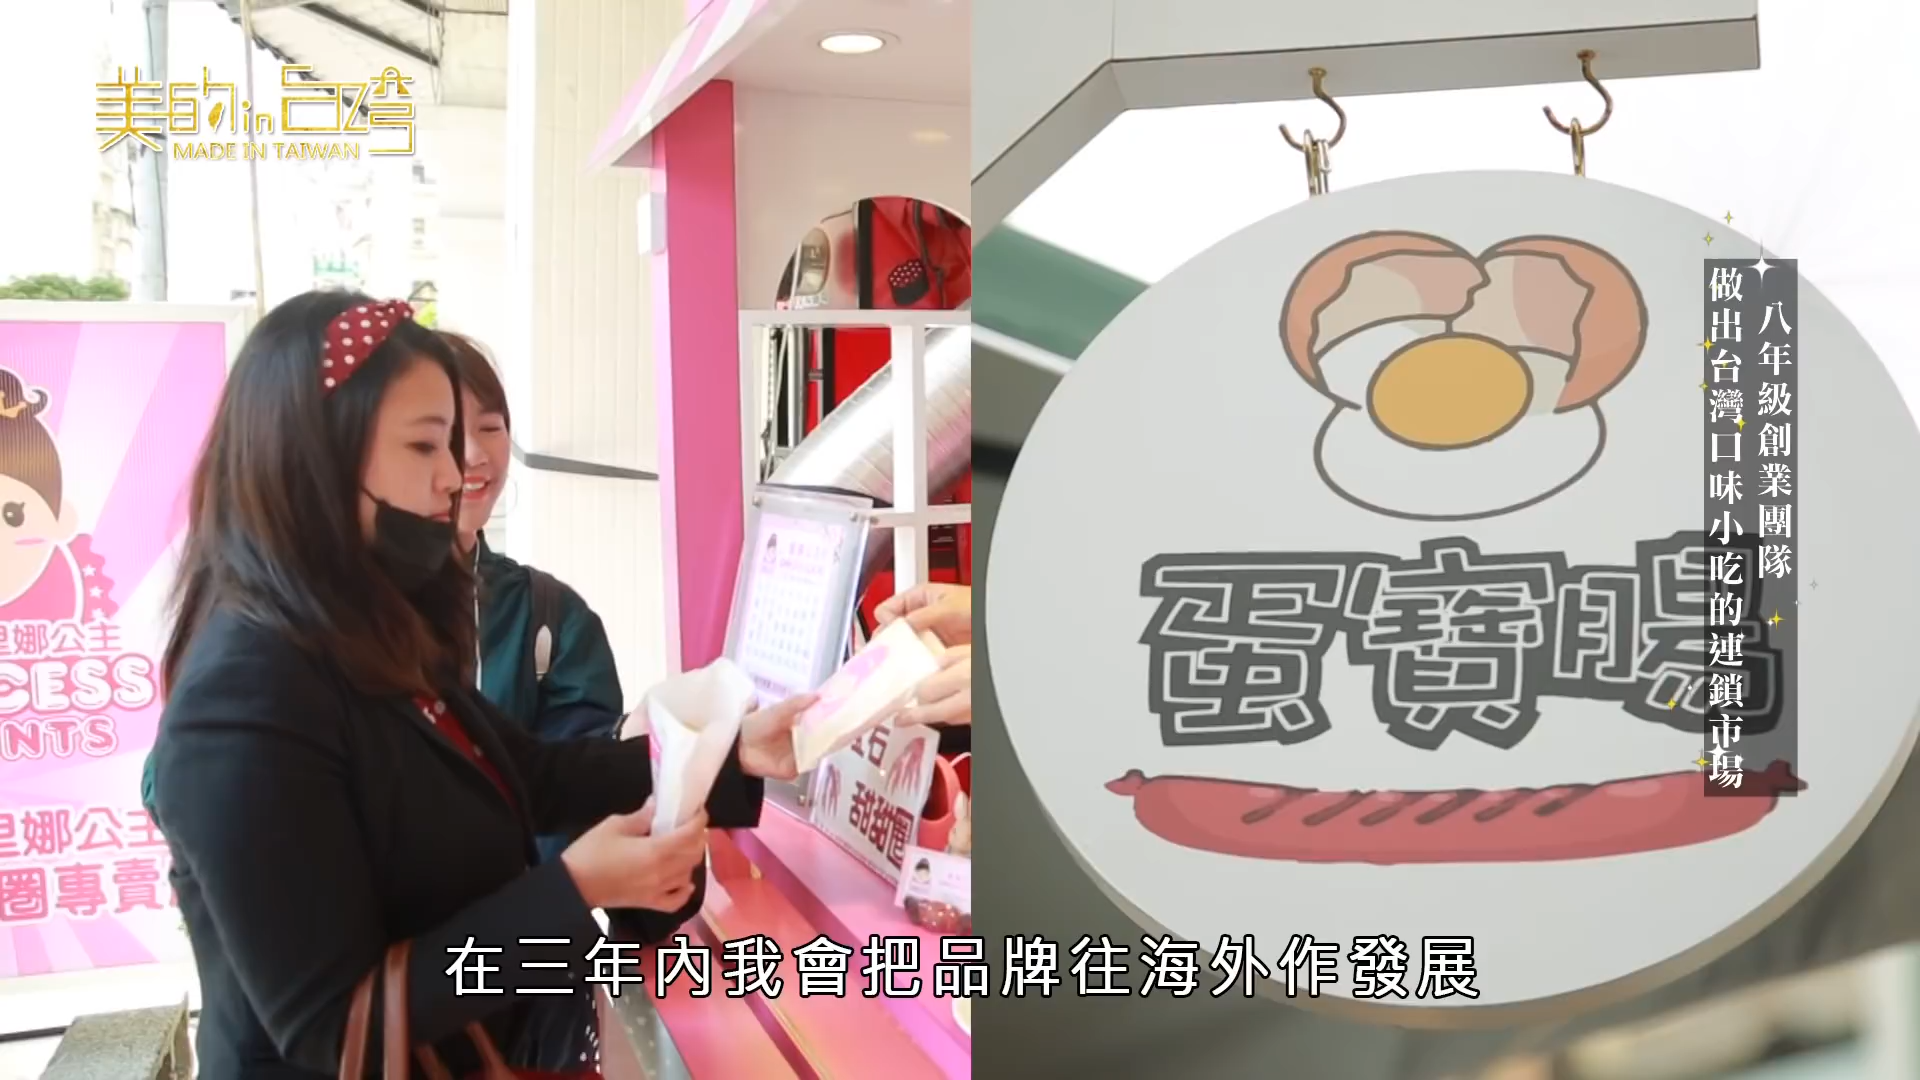 美的in台灣
MADE IN TAIWAN
八年級創業團隊
做出台灣口味小吃的連鎖市場
蛋寶腸
里娜公主
CESS
NTS
里娜公主
圈專賣
寶石
甜甜圈
在三年內我會把品牌往海外作發展